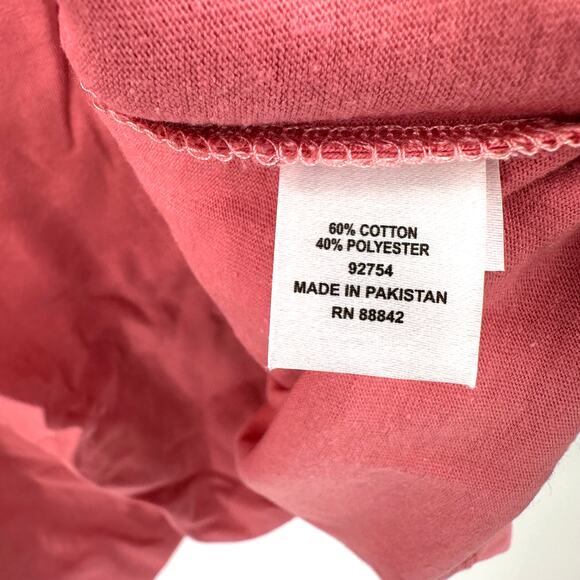 60% COTTON
40% POLYESTER
92754
MADE IN PAKISTAN
RN 88842